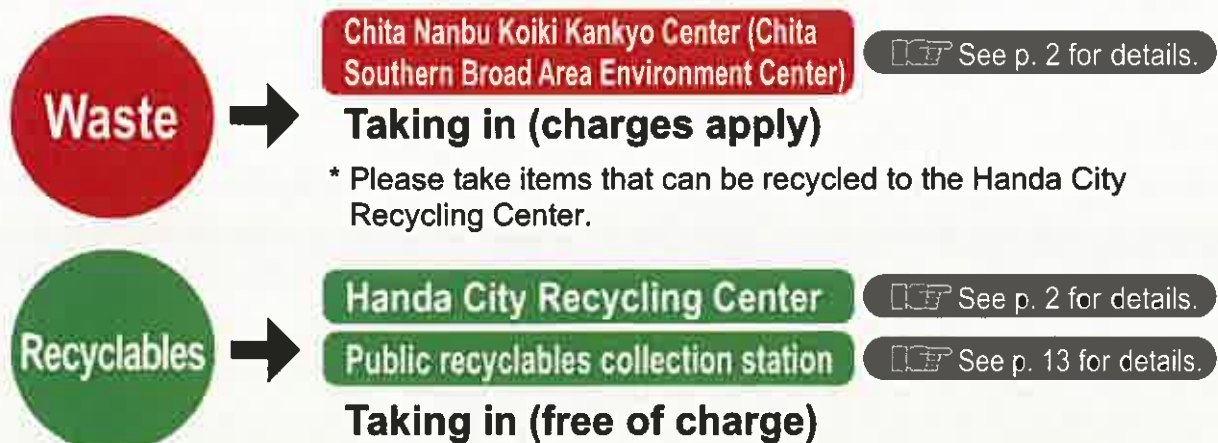 Waste
Chita Nanbu Koiki Kankyo Center (Chita
Southern Broad Area Environment Center)
See p. 2 for details.
Taking in (charges apply)
* Please take items that can be recycled to the Handa City
Recycling Center.
Recyclables
Handa City Recycling Center
See p. 2 for details.
Public recyclables collection station
See p. 13 for details.
Taking in (free of charge)